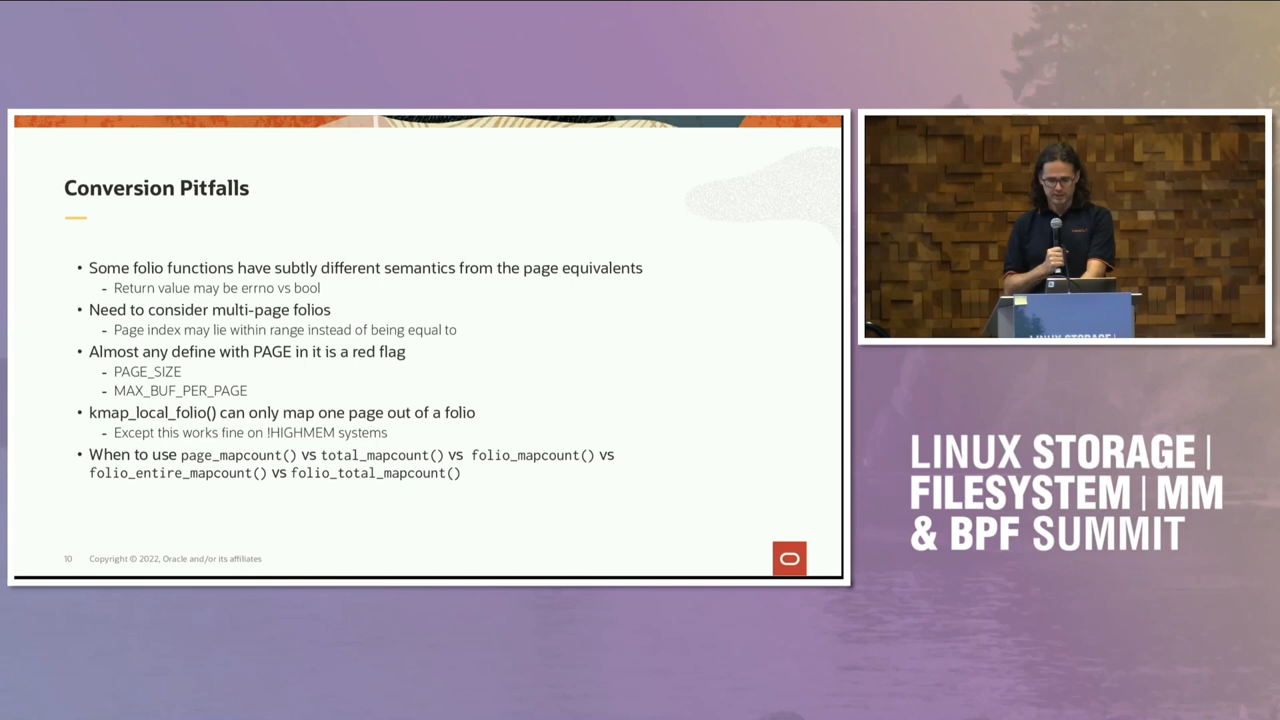 Conversion Pitfalls
• Some folio functions have subtly different semantics from the page equivalents
- Return value may be errno vs bool
• Need to consider multi-page folios
- Page index may lie within range instead of being equal to
• Almost any define with PAGE in it is a red flag
- PAGE_SIZE
- MAX_BUF_PER_PAGE
• kmap_local_folio() can only map one page out of a folio
- Except this works fine on !HIGHMEM systems
• When to use page_mapcount() vs total_mapcount() vs folio_mapcount() vs
folio_entire_mapcount() vs folio_total_mapcount()
10 Copyright © 2022, Oracle and/or its affiliates
LINUX STORAGE |
LINUX STORAGE |
FILESYSTEM | MM
& BPF SUMMIT